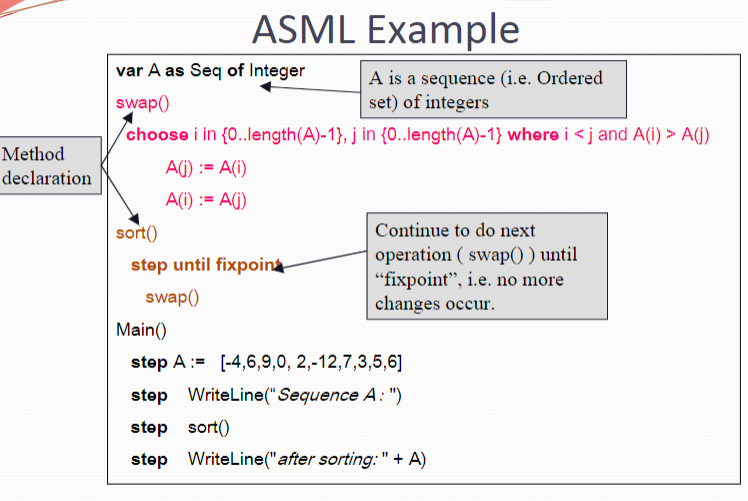 ASML Example
var A as Seq of Integer
A is a sequence (i.e. Ordered
set) of integers
swap()
choose i in {0..length(A)-1}, j in {0..length(A)-1} where i < j and A(i) > A(j)
A(j) := A(i)
A(i) := A(j)
Method
declaration
sort()
step until fixpoint
swap()
Continue to do next
operation ( swap() ) until
“fixpoint”, i.e. no more
changes occur.
Main()
step A := [-4,6,9,0, 2,-12,7,3,5,6]
step WriteLine(“Sequence A : ")
step sort()
step WriteLine("after sorting: " + A)